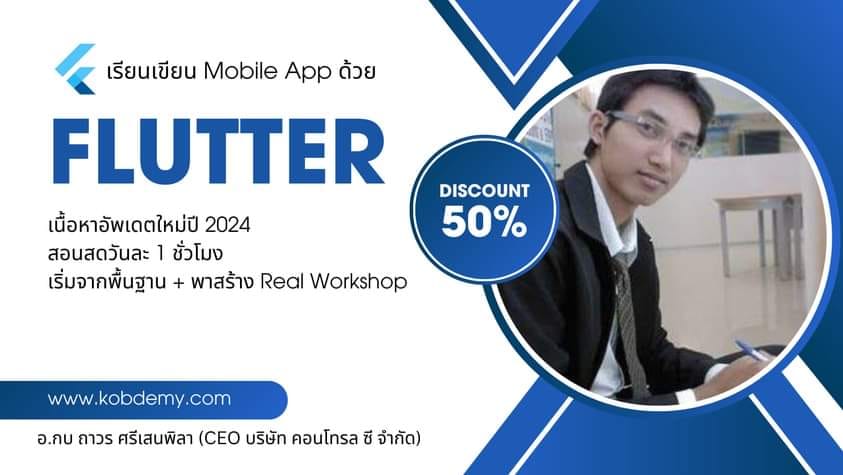 เรียนเขียน Mobile App ด้วย
FLUTTER
DISCOUNT
50%
เนื้อหาอัพเดตใหม่ปี 2024
สอนสดวันละ 1 ชั่วโมง
เริ่มจากพื้นฐาน + พาสร้าง Real Workshop
www.kobdemy.com
อ.กบ ถาวร ศรีเสนพิลา (CEO บริษัท คอนโทรล ซี จำกัด)